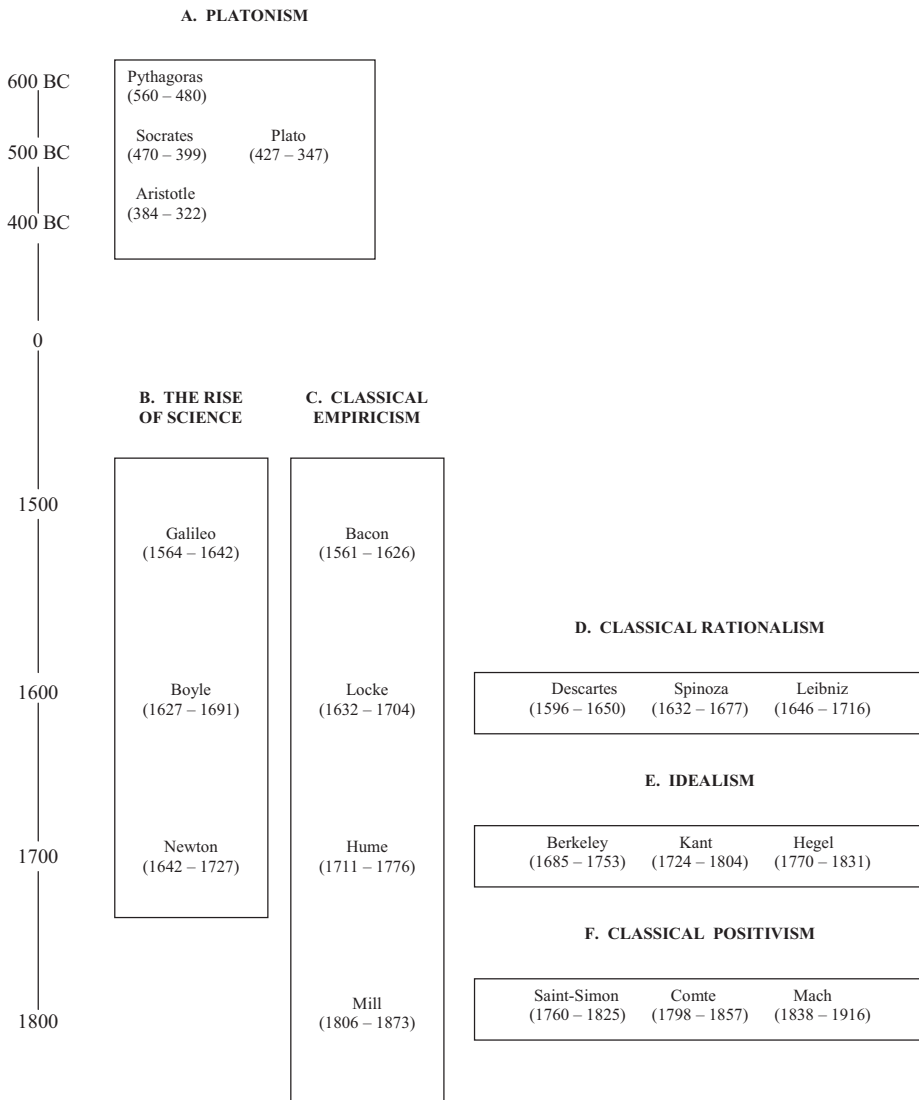 A. PLATONISM
600 BC
Pythagoras
(560 – 480)
500 BC
Socrates
(470 – 399)
Plato
(427 – 347)
Aristotle
(384 – 322)
400 BC
0
B. THE RISE
OF SCIENCE
C. CLASSICAL
EMPIRICISM
1500
Galileo
(1564 – 1642)
Bacon
(1561 – 1626)
D. CLASSICAL RATIONALISM
1600
Boyle
(1627 – 1691)
Locke
(1632 – 1704)
Descartes
(1596 – 1650)
Spinoza
(1632 – 1677)
Leibniz
(1646 – 1716)
E. IDEALISM
1700
Newton
(1642 – 1727)
Hume
(1711 – 1776)
Berkeley
(1685 – 1753)
Kant
(1724 – 1804)
Hegel
(1770 – 1831)
F. CLASSICAL POSITIVISM
1800
Mill
(1806 – 1873)
Saint-Simon
(1760 – 1825)
Comte
(1798 – 1857)
Mach
(1838 – 1916)